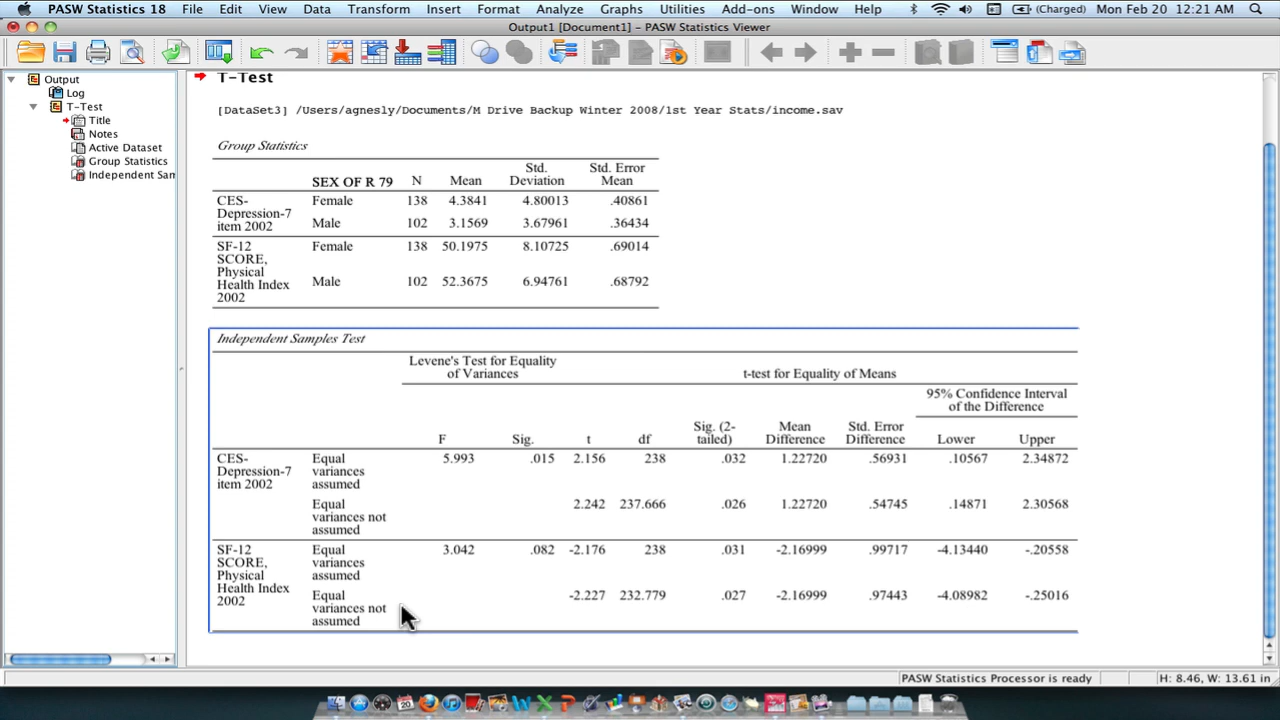 PASW Statistics 18 File Edit View Data Transform Insert Format Analyze Graphs Utilities Add-ons Window Help (Charged) Mon Feb 20 12:21 AM
Output1 [Document1] — PASW Statistics Viewer
Output
Log
T-Test
Title
Notes
Active Dataset
Group Statistics
Independent Sam
T-Test
[DataSet3] /Users/agnesly/Documents/M Drive Backup Winter 2008/1st Year Stats/income.sav
Group Statistics
SEX OF R 79 N Mean Std. Deviation Std. Error Mean
CES-Depression-7 item 2002 Female 138 4.3841 4.80013 .40861
Male 102 3.1569 3.67961 .36434
SF-12 SCORE, Physical Health Index 2002 Female 138 50.1975 8.10725 .69014
Male 102 52.3675 6.94761 .68792
Independent Samples Test
Levene's Test for Equality of Variances t-test for Equality of Means
95% Confidence Interval of the Difference
F Sig. t df Sig. (2-tailed) Mean Difference Std. Error Difference Lower Upper
CES-Depression-7 item 2002 Equal variances assumed 5.993 .015 2.156 238 .032 1.22720 .56931 .10567 2.34872
Equal variances not assumed 2.242 237.666 .026 1.22720 .54745 .14871 2.30568
SF-12 SCORE, Physical Health Index 2002 Equal variances assumed 3.042 .082 -2.176 238 .031 -2.16999 .99717 -4.13440 -.20558
Equal variances not assumed -2.227 232.779 .027 -2.16999 .97443 -4.08982 -.25016
PASW Statistics Processor is ready H: 8.46, W: 13.61 in